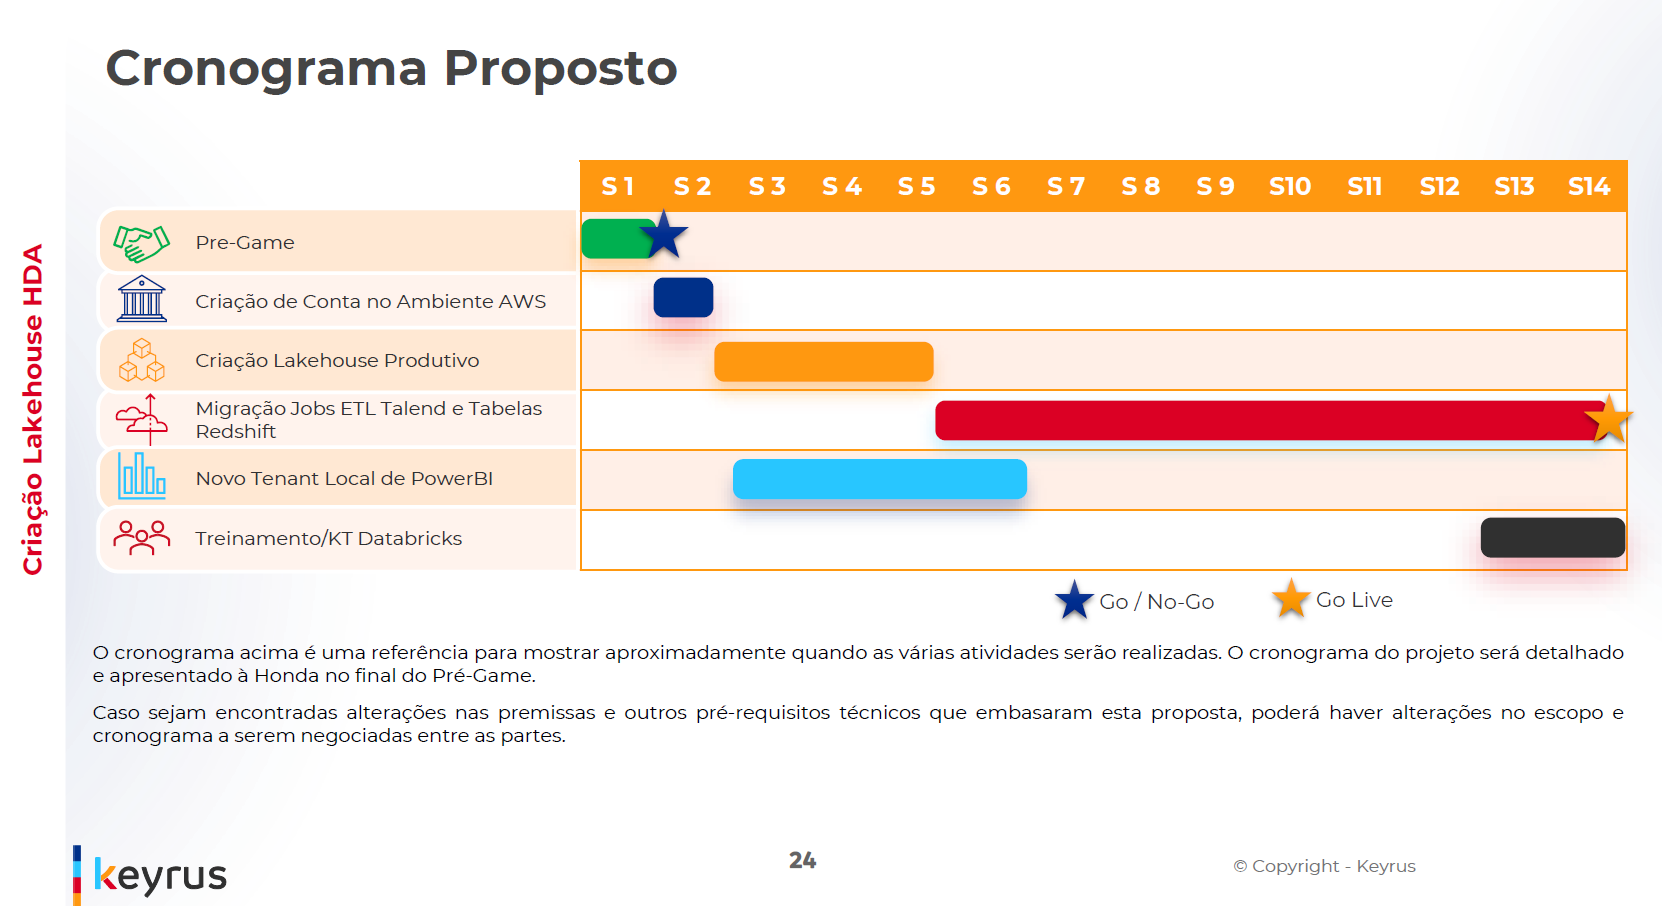 Cronograma Proposto
Criação Lakehouse HDA
S 1 S 2 S 3 S 4 S 5 S 6 S 7 S 8 S 9 S10 S11 S12 S13 S14
Pre-Game
Criação de Conta no Ambiente AWS
Criação Lakehouse Produtivo
Migração Jobs ETL Talend e Tabelas
Redshift
Novo Tenant Local de PowerBI
Treinamento/KT Databricks
Go / No-Go Go Live
O cronograma acima é uma referência para mostrar aproximadamente quando as várias atividades serão realizadas. O cronograma do projeto será detalhado
e apresentado à Honda no final do Pré-Game.
Caso sejam encontradas alterações nas premissas e outros pré-requisitos técnicos que embasaram esta proposta, poderá haver alterações no escopo e
cronograma a serem negociadas entre as partes.
keyrus
24
© Copyright - Keyrus